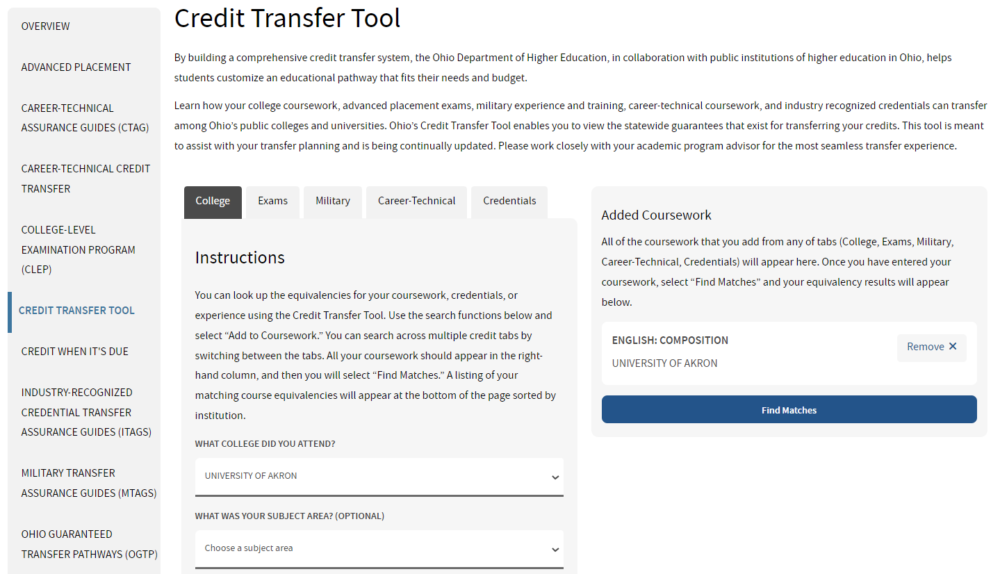 OVERVIEW
ADVANCED PLACEMENT
CAREER-TECHNICAL
ASSURANCE GUIDES (CTAG)
CAREER-TECHNICAL CREDIT
TRANSFER
COLLEGE-LEVEL
EXAMINATION PROGRAM
(CLEP)
CREDIT TRANSFER TOOL
CREDIT WHEN IT'S DUE
INDUSTRY-RECOGNIZED
CREDENTIAL TRANSFER
ASSURANCE GUIDES (ITAGS)
MILITARY TRANSFER
ASSURANCE GUIDES (MTAGS)
OHIO GUARANTEED
TRANSFER PATHWAYS (OGTP)
Credit Transfer Tool
By building a comprehensive credit transfer system, the Ohio Department of Higher Education, in collaboration with public institutions of higher education in Ohio, helps
students customize an educational pathway that fits their needs and budget.
Learn how your college coursework, advanced placement exams, military experience and training, career-technical coursework, and industry recognized credentials can transfer
among Ohio’s public colleges and universities. Ohio’s Credit Transfer Tool enables you to view the statewide guarantees that exist for transferring your credits. This tool is meant
to assist with your transfer planning and is being continually updated. Please work closely with your academic program advisor for the most seamless transfer experience.
College Exams Military Career-Technical Credentials
Instructions
You can look up the equivalencies for your coursework, credentials, or
experience using the Credit Transfer Tool. Use the search functions below and
select “Add to Coursework.” You can search across multiple credit tabs by
switching between the tabs. All your coursework should appear in the right-
hand column, and then you will select “Find Matches.” A listing of your
matching course equivalencies will appear at the bottom of the page sorted by
institution.
WHAT COLLEGE DID YOU ATTEND?
UNIVERSITY OF AKRON
WHAT WAS YOUR SUBJECT AREA? (OPTIONAL)
Choose a subject area
Added Coursework
All of the coursework that you add from any of tabs (College, Exams, Military,
Career-Technical, Credentials) will appear here. Once you have entered your
coursework, select “Find Matches” and your equivalency results will appear
below.
ENGLISH: COMPOSITION
UNIVERSITY OF AKRON
Remove ✕
Find Matches